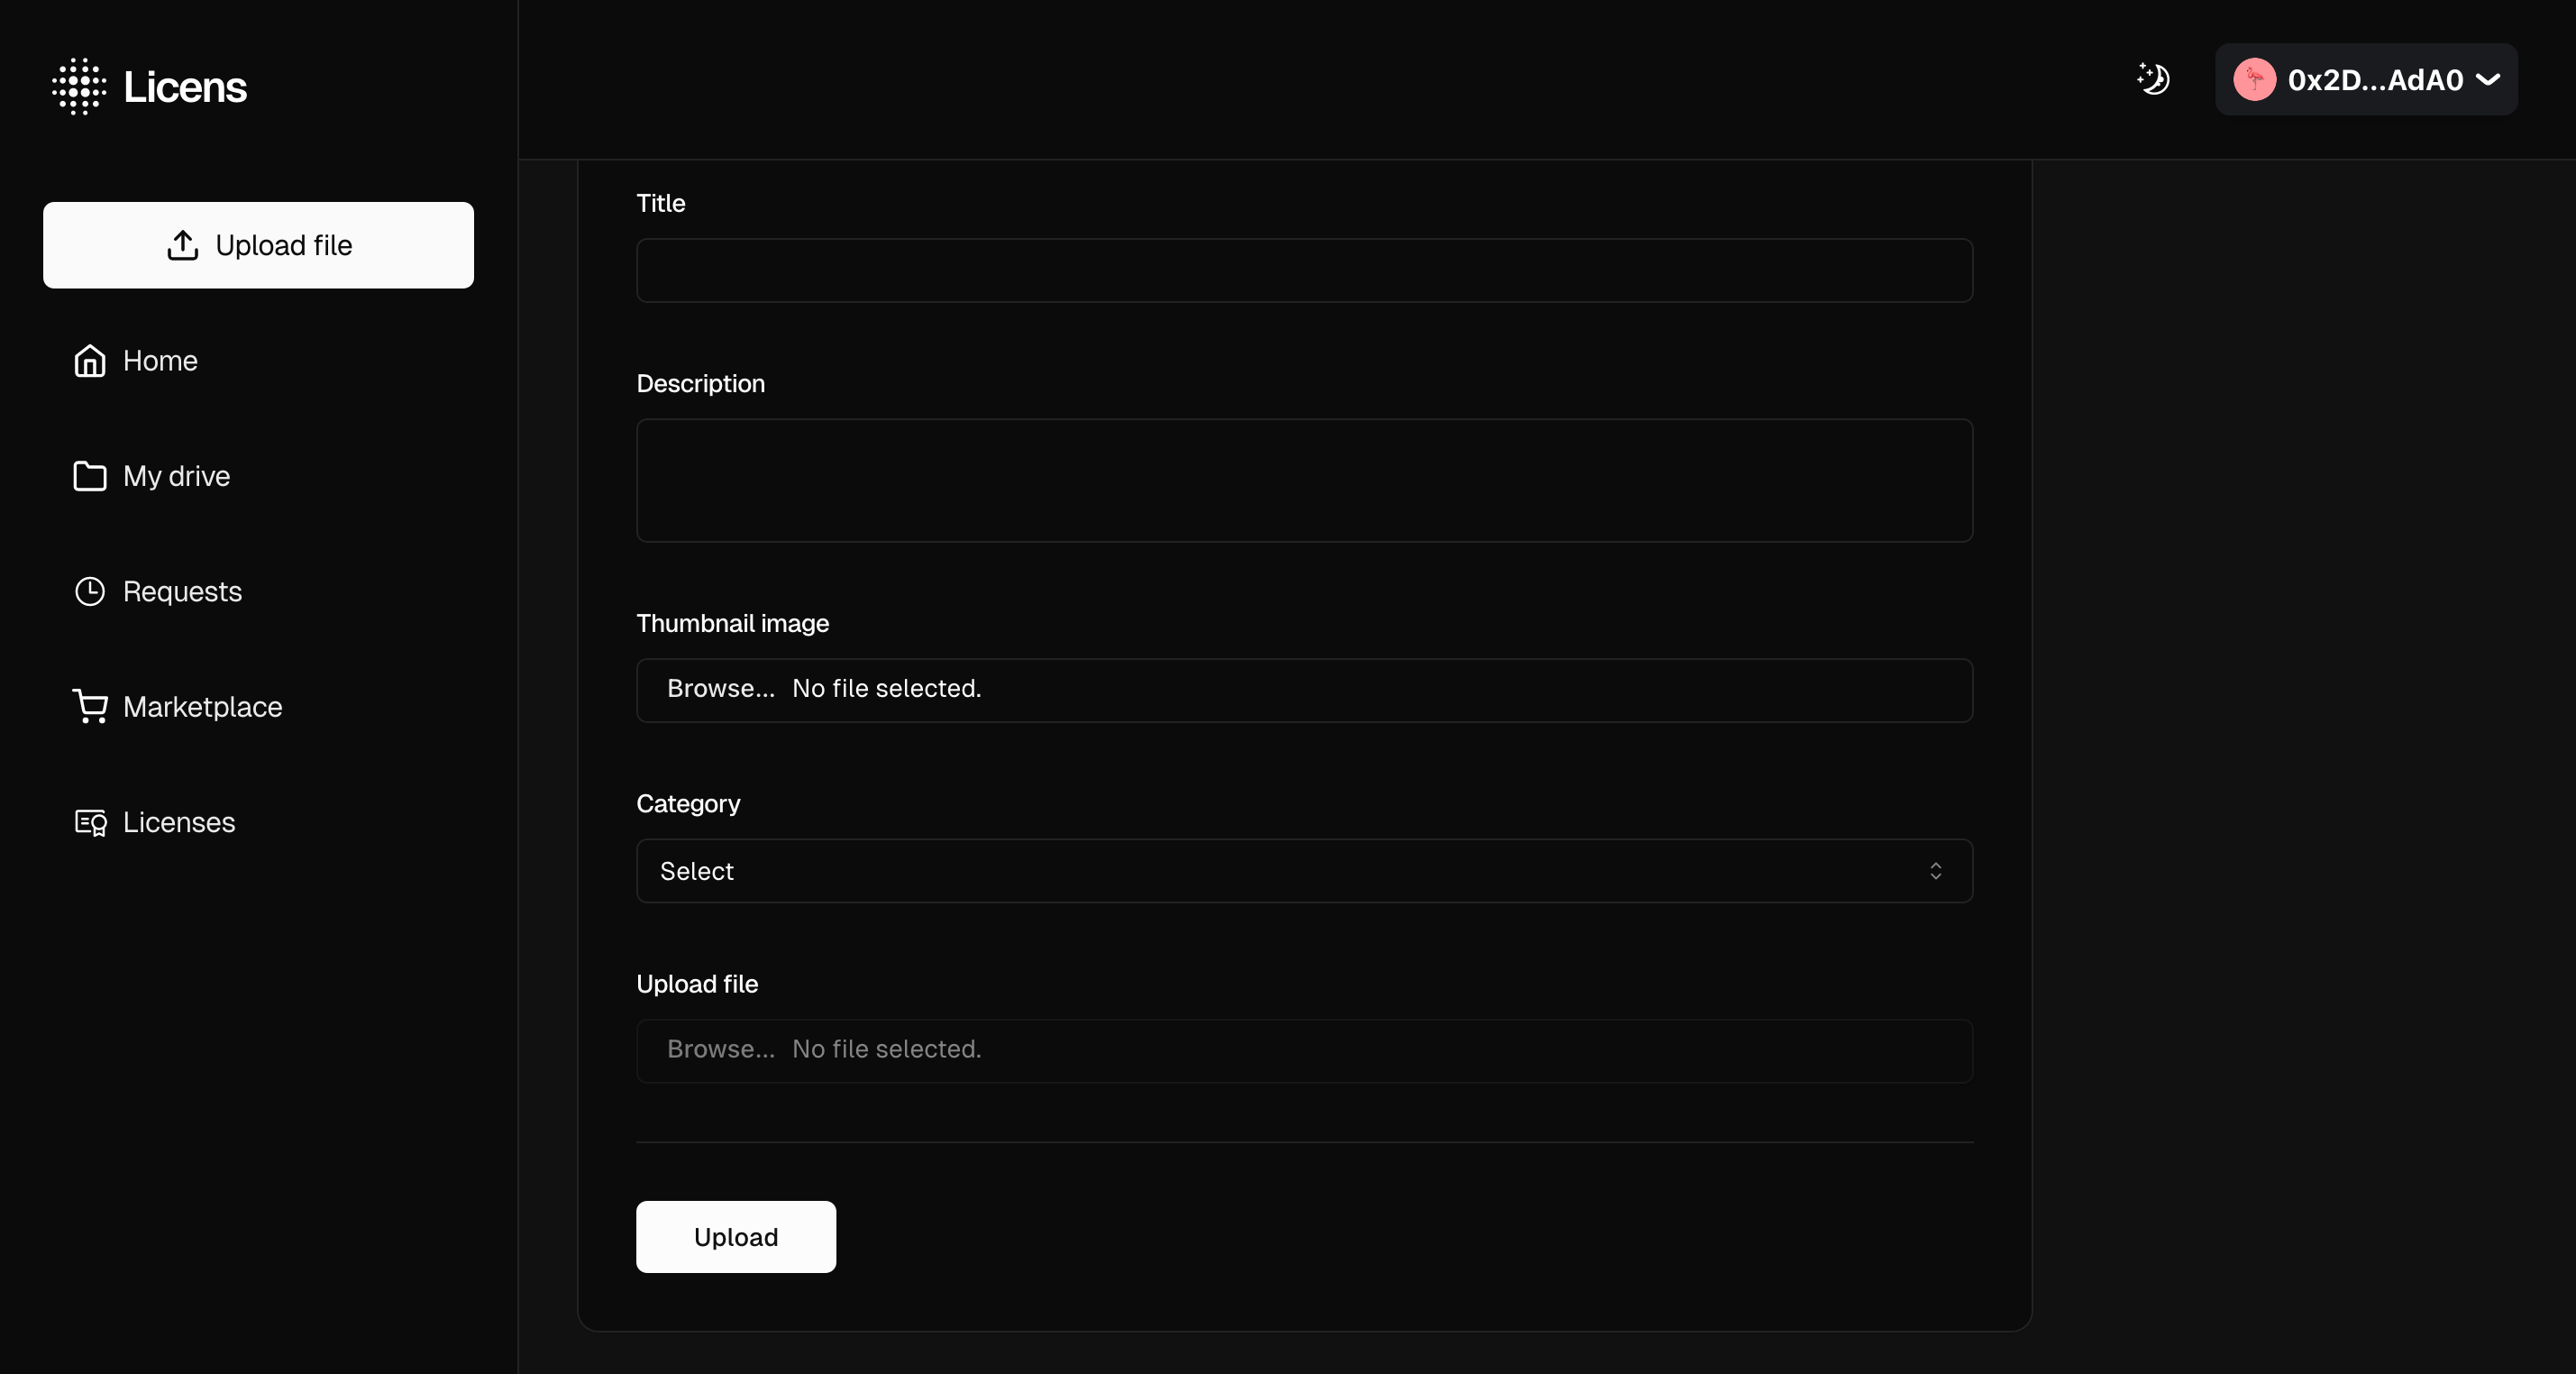 Licens
0x2D...AdA0
Upload file
Home
My drive
Requests
Marketplace
Licenses
Title
Description
Thumbnail image
Browse... No file selected.
Category
Select
Upload file
Browse... No file selected.
Upload